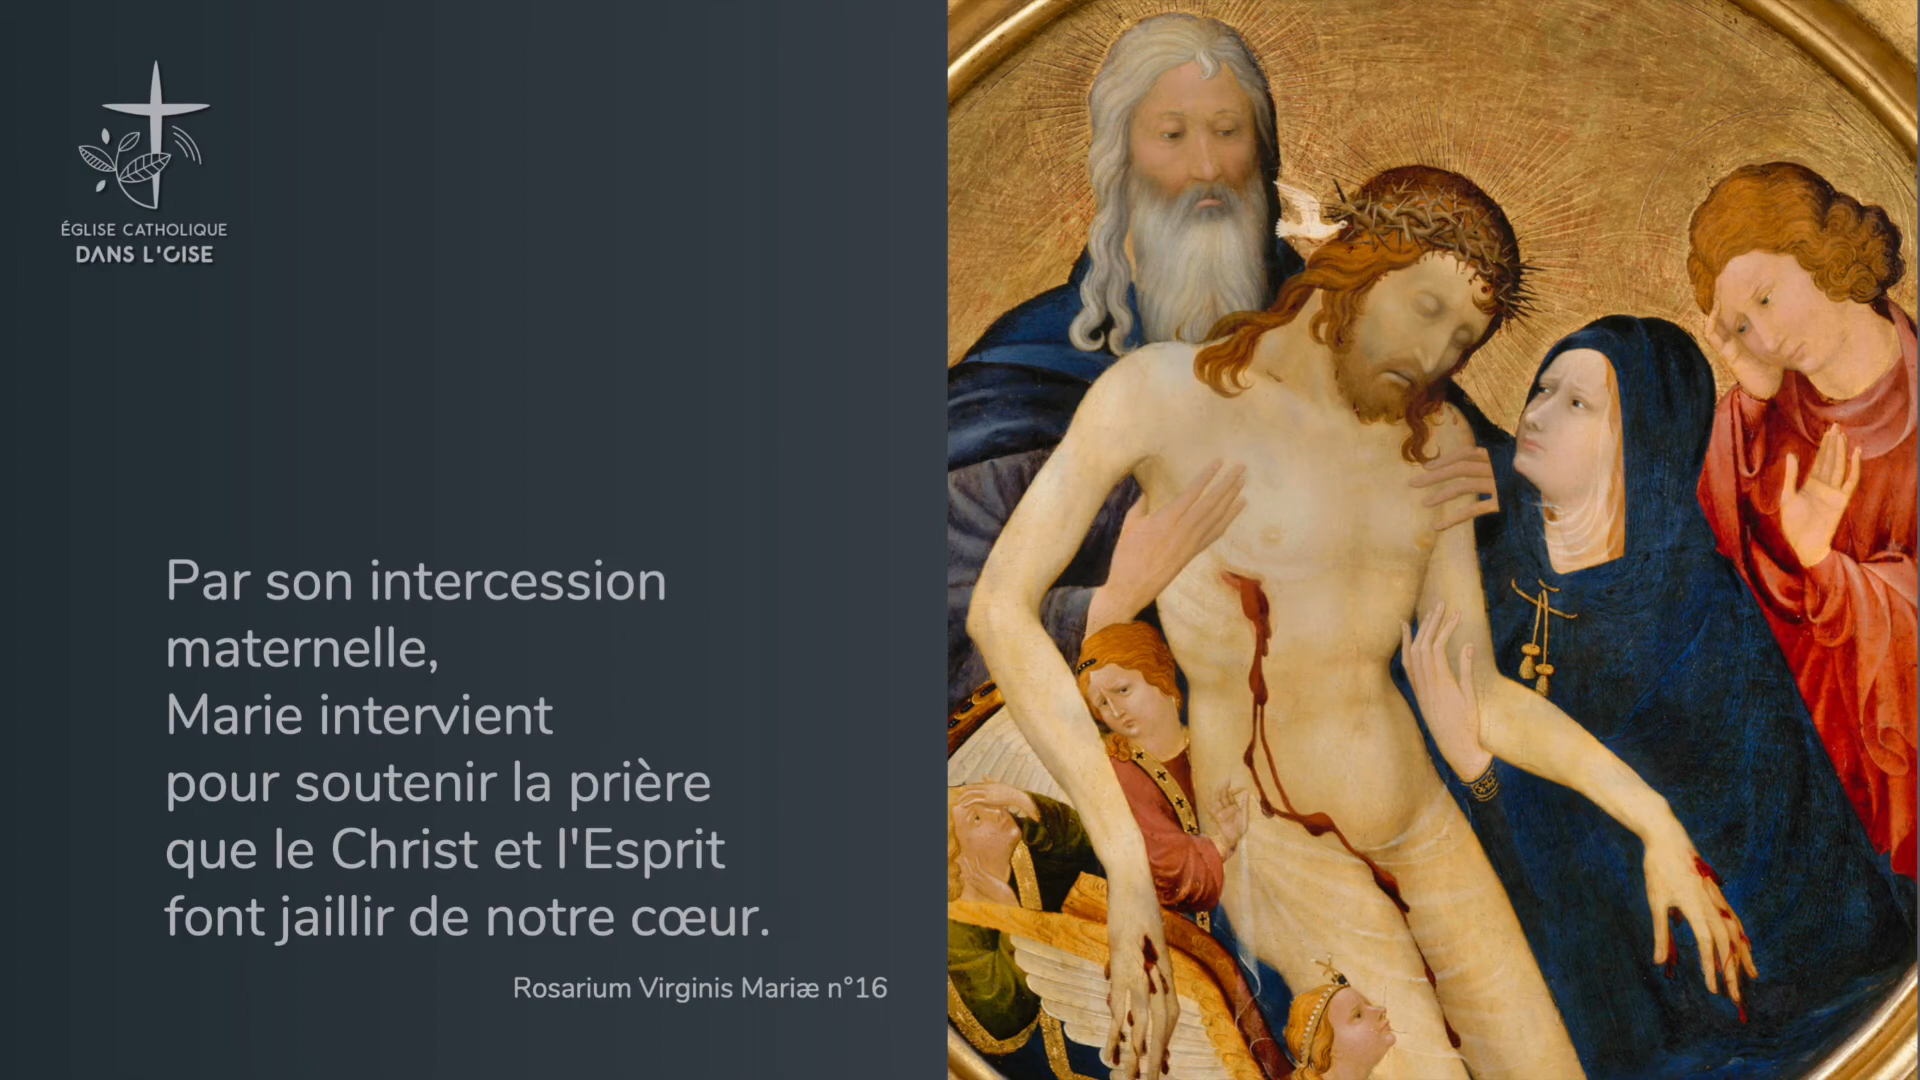 ÉGLISE CATHOLIQUE
DANS L'OISE
Par son intercession
maternelle,
Marie intervient
pour soutenir la prière
que le Christ et l'Esprit
font jaillir de notre cœur.
Rosarium Virginis Mariæ n°16